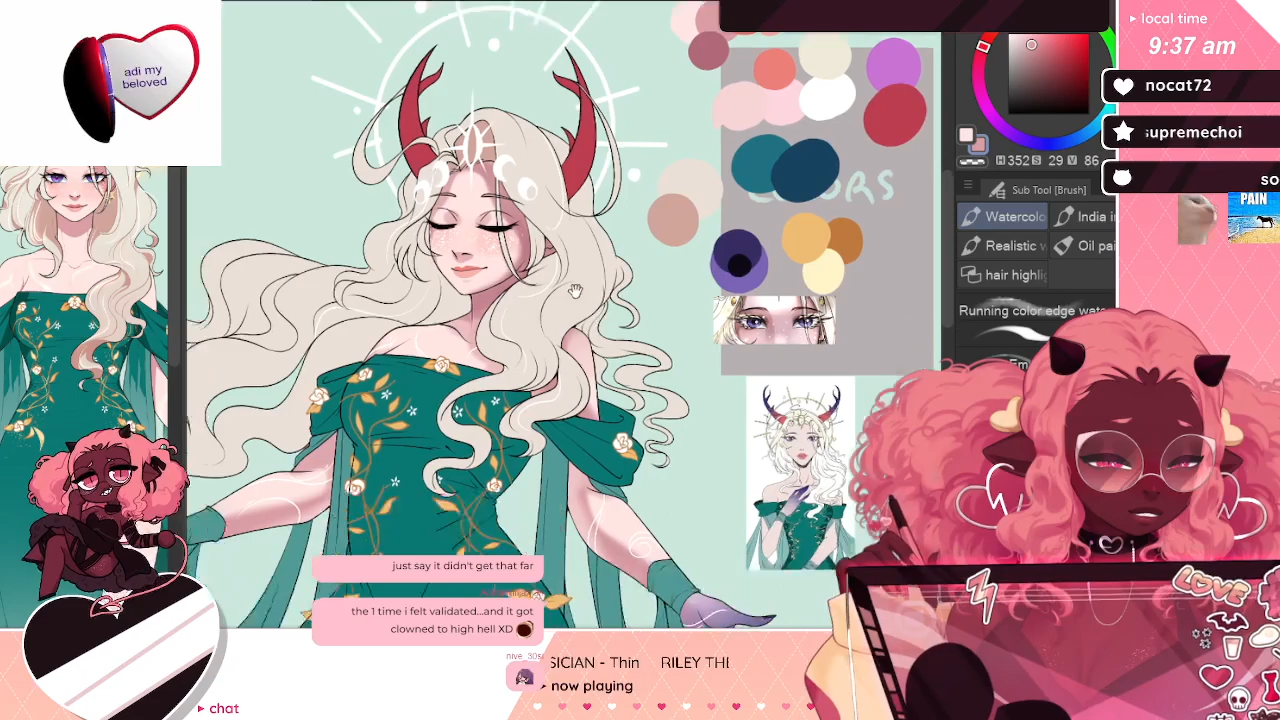 adi my
beloved
local time
9:37 am
nocat72
supremechoi
so
PAIN
H 352 S 29 V 86
Sub Tool [Brush]
Watercolo
India i
Realistic w
Oil pai
hair highlig
Running color edge wate
just say it didn't get that far
the 1 time i felt validated...and it got
clowned to high hell XD
SICIAN - Thin RILEY THE
now playing
chat
LOVE